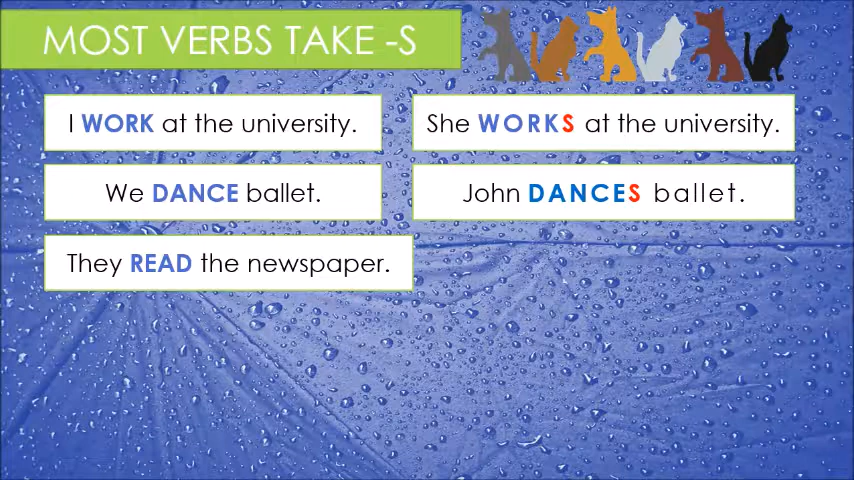 MOST VERBS TAKE -S
I WORK at the university.
She WORKS at the university.
We DANCE ballet.
John DANCES ballet.
They READ the newspaper.